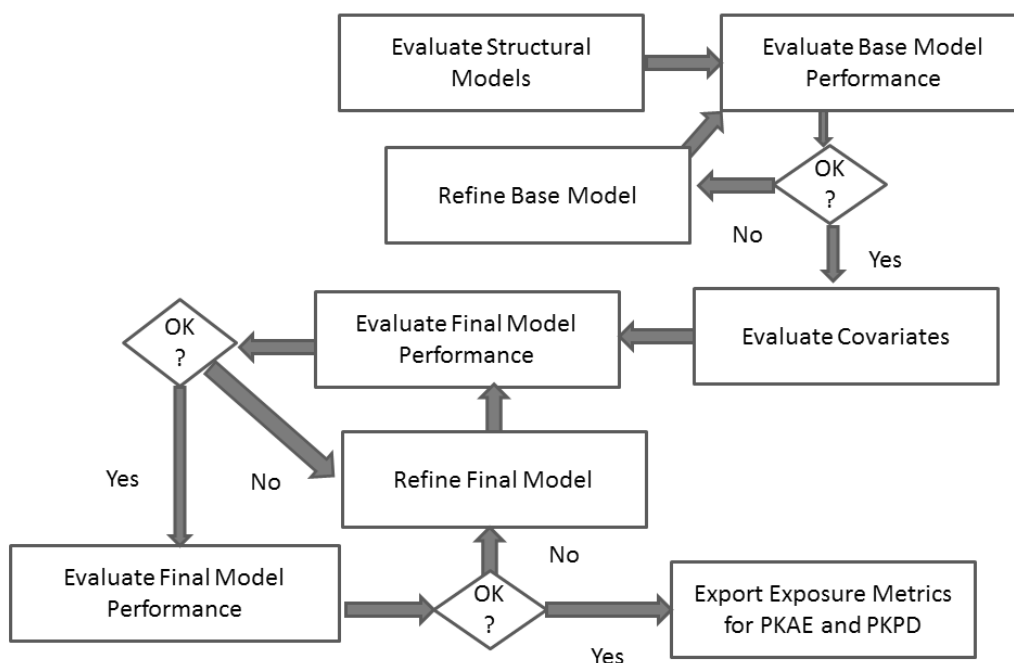 Evaluate Structural
Models
Evaluate Base Model
Performance
OK
?
Refine Base Model
No
Yes
Evaluate Covariates
Evaluate Final Model
Performance
OK
?
Yes
No
Refine Final Model
No
Evaluate Final Model
Performance
OK
?
Yes
Export Exposure Metrics
for PKAE and PKPD